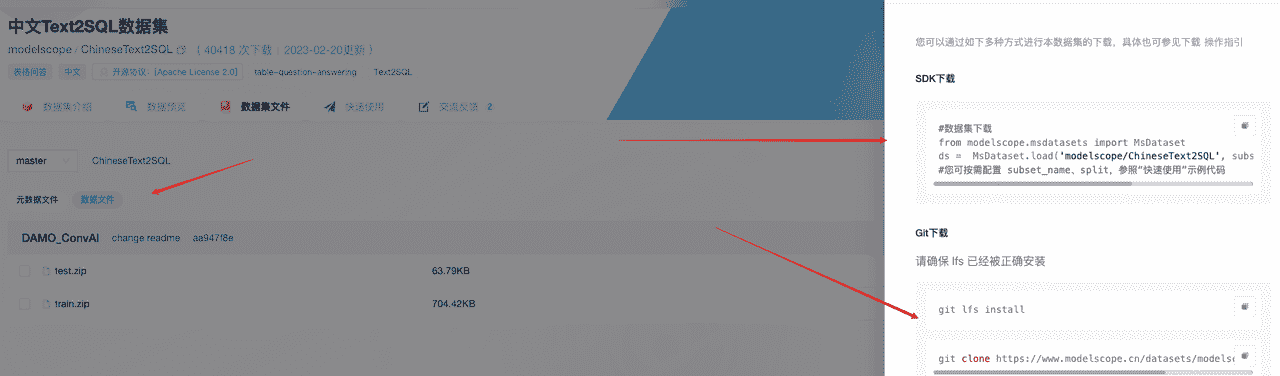 中文Text2SQL数据集
modelscope / ChineseText2SQL （ 40418 次下载 | 2023-02-20更新 ）
表格问答 中文 开源协议：[Apache License 2.0] table-question-answering Text2SQL
数据集介绍 数据预览 数据集文件 快速使用 交流反馈 2
master ChineseText2SQL
元数据文件 数据文件
DAMO_ConvAI change readme aa947f8e
test.zip 63.79KB
train.zip 704.42KB
您可以通过如下多种方式进行本数据集的下载，具体也可参见下载 操作指引
SDK下载
#数据集下载
from modelscope.msdatasets import MsDataset
ds = MsDataset.load('modelscope/ChineseText2SQL', subs
#您可按需配置 subset_name、split，参照“快速使用”示例代码
Git下载
请确保 lfs 已经被正确安装
git lfs install
git clone https://www.modelscope.cn/datasets/modelsc